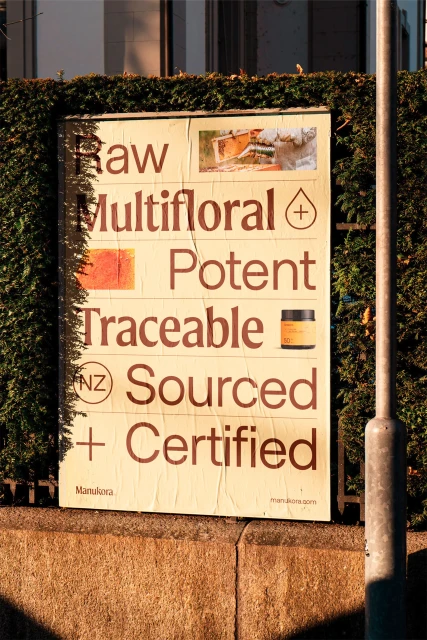 Raw
Multifloral
Potent
Traceable
NZ Sourced
+ Certified
Manukora
manukora.com